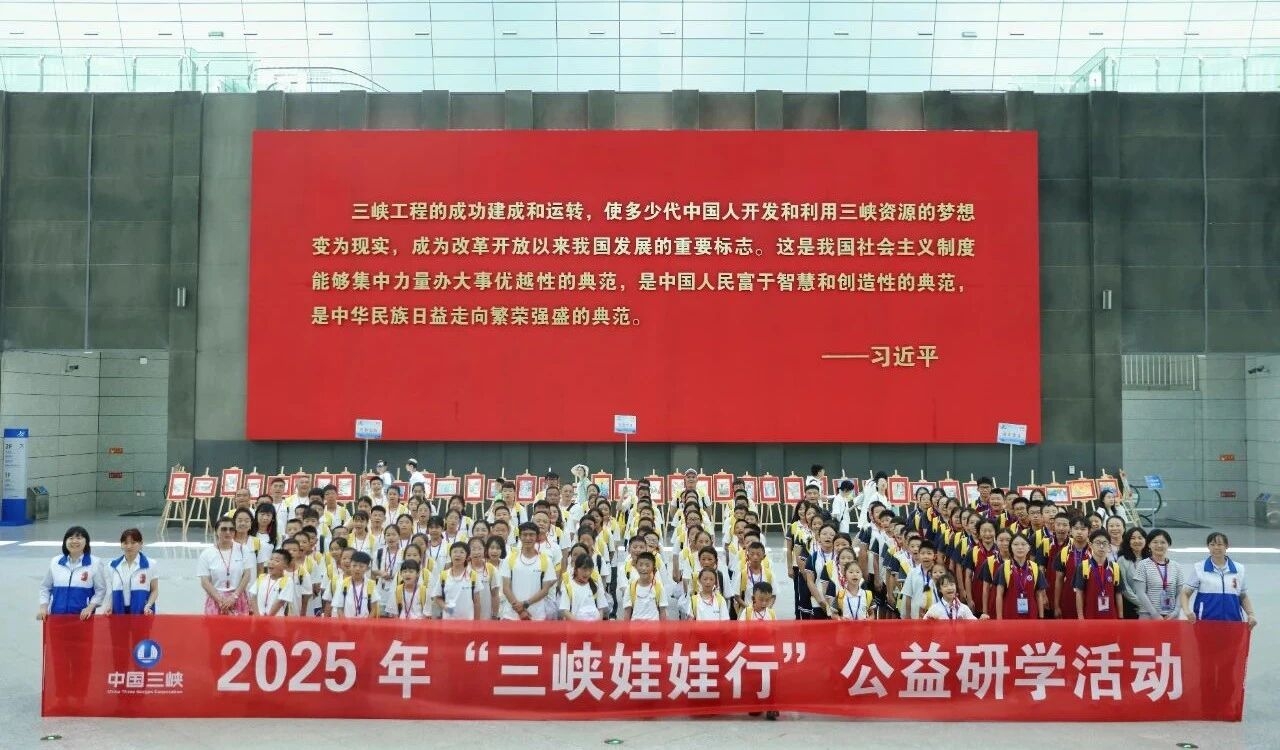 三峡工程的成功建成和运转，使多少代中国人开发和利用三峡资源的梦想
变为现实，成为改革开放以来我国发展的重要标志。这是我国社会主义制度
能够集中力量办大事优越性的典范，是中国人民富于智慧和创造性的典范，
是中华民族日益走向繁荣强盛的典范。
——习近平
2F
中国三峡
China Three Gorges Corporation
2025 年“三峡娃娃行”公益研学活动